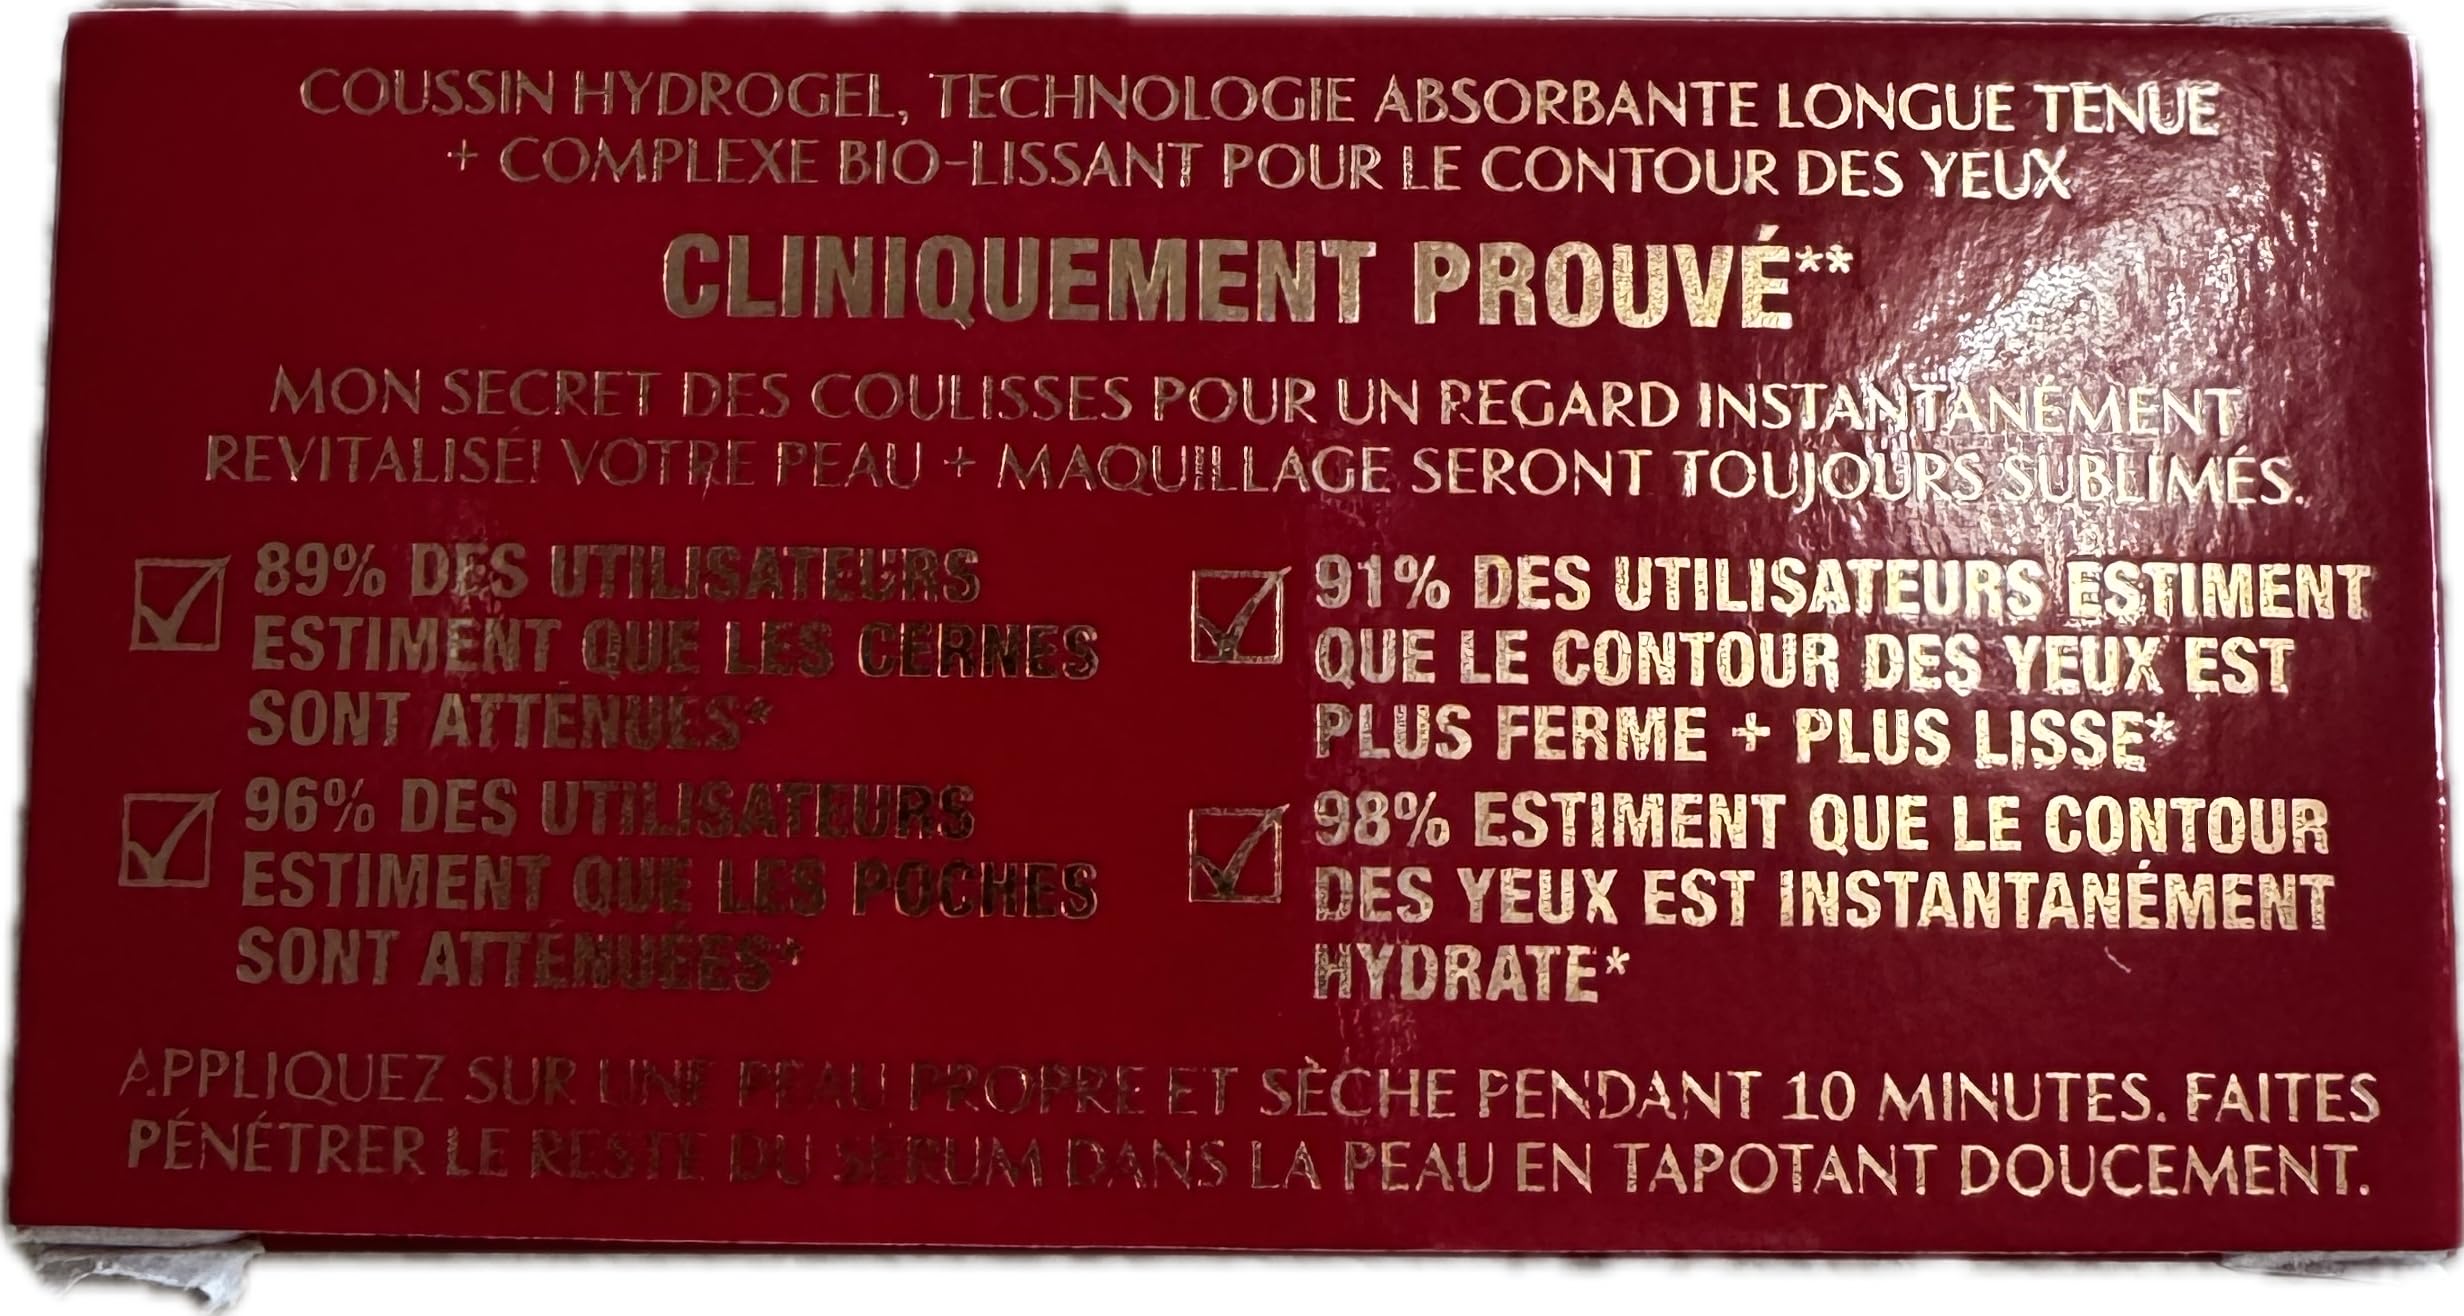 COUSSIN HYDROGEL, TECHNOLOGIE ABSORBANTE LONGUE TENUE
+ COMPLEXE BIO-LISSANT POUR LE CONTOUR DES YEUX
CLINIQUEMENT PROUVÉ**
MON SECRET DES COULISSES POUR UN REGARD INSTANTANÉMENT
REVITALISÉ! VOTRE PEAU + MAQUILLAGE SERONT TOUJOURS SUBLIMÉS.
89% DES UTILISATEURS
ESTIMENT QUE LES CERNES
SONT ATTÉNUÉS*
96% DES UTILISATEURS
ESTIMENT QUE LES POCHES
SONT ATTÉNUÉES*
91% DES UTILISATEURS ESTIMENT
QUE LE CONTOUR DES YEUX EST
PLUS FERME + PLUS LISSE*
98% ESTIMENT QUE LE CONTOUR
DES YEUX EST INSTANTANÉMENT
HYDRATE*
APPLIQUEZ SUR UNE PEAU PROPRE ET SÈCHE PENDANT 10 MINUTES. FAITES
PÉNÉTRER LE RESTE DU SÉRUM DANS LA PEAU EN TAPOTANT DOUCEMENT.